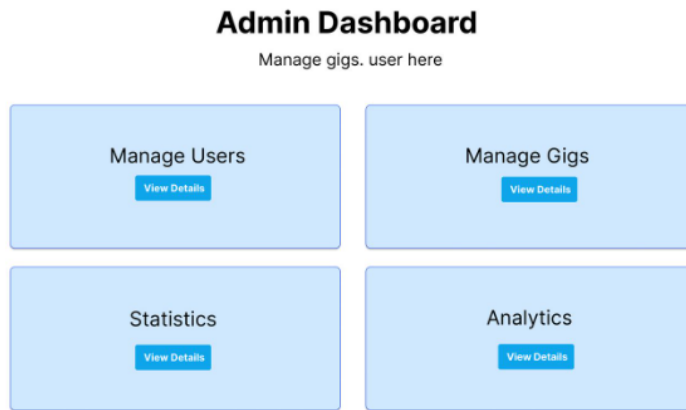 Admin Dashboard
Manage gigs. user here
Manage Users
View Details
Manage Gigs
View Details
Statistics
View Details
Analytics
View Details